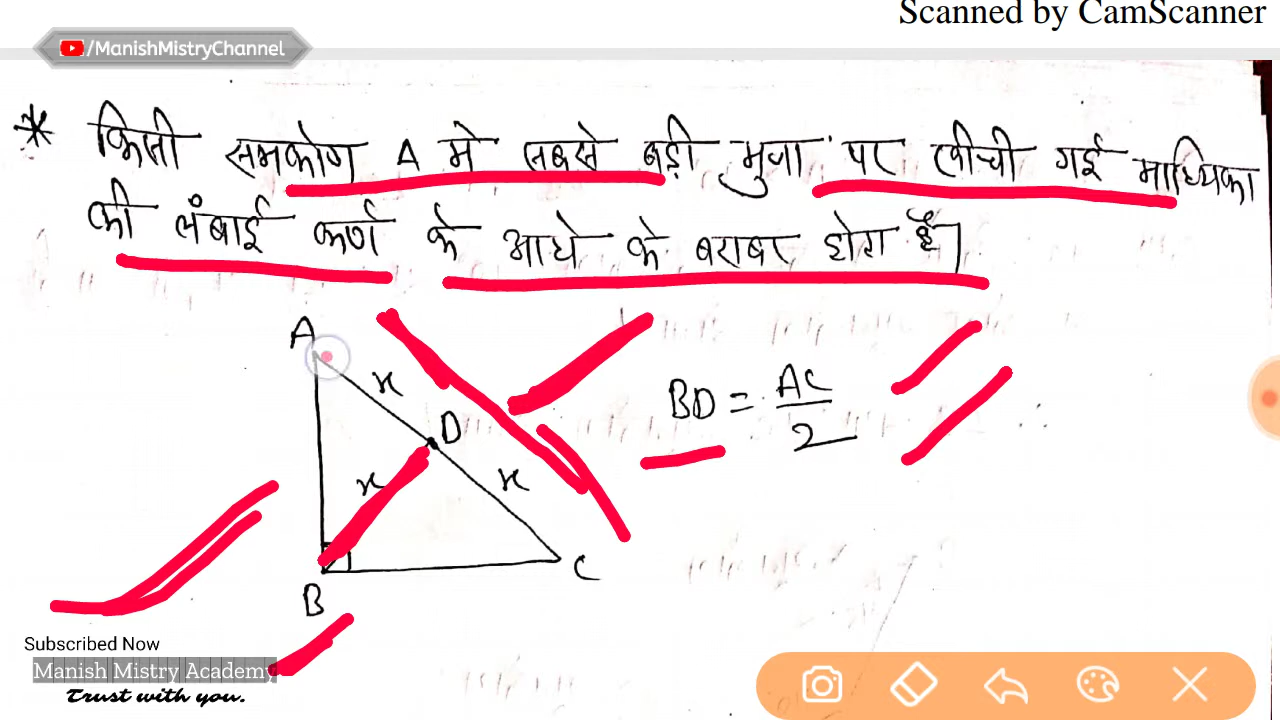 Scanned by CamScanner
/ManishMistryChannel
* किसी समकोण Δ मे सबसे बड़ी भुजा पर खीची गई माध्यिका
की लंबाई कर्ण के आधे के बराबर होता है।
A
x
D
BD = AC/2
x
x
B
C
Subscribed Now
Manish Mistry Academy
Trust with you.